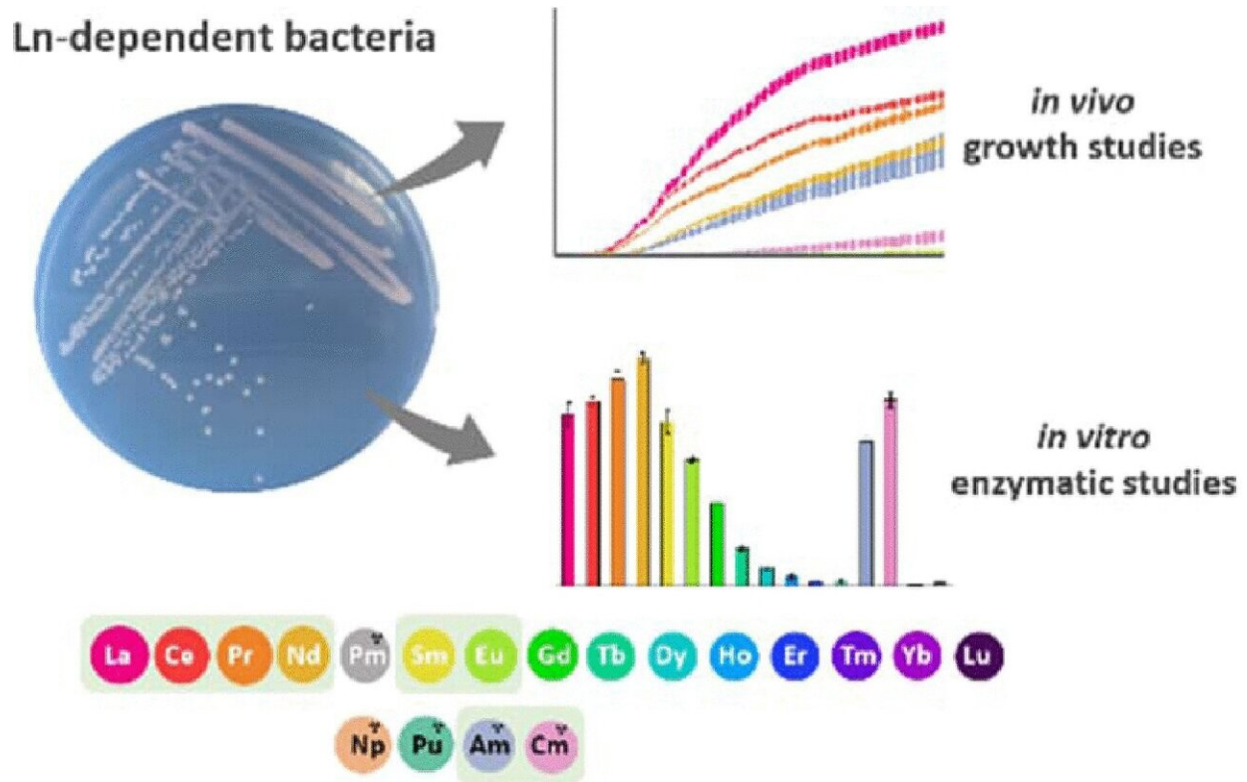 Ln-dependent bacteria
in vivo
growth studies
in vitro
enzymatic studies
La Ce Pr Nd Pm Sm Eu Gd Tb Dy Ho Er Tm Yb Lu
Np Pu Am Cm